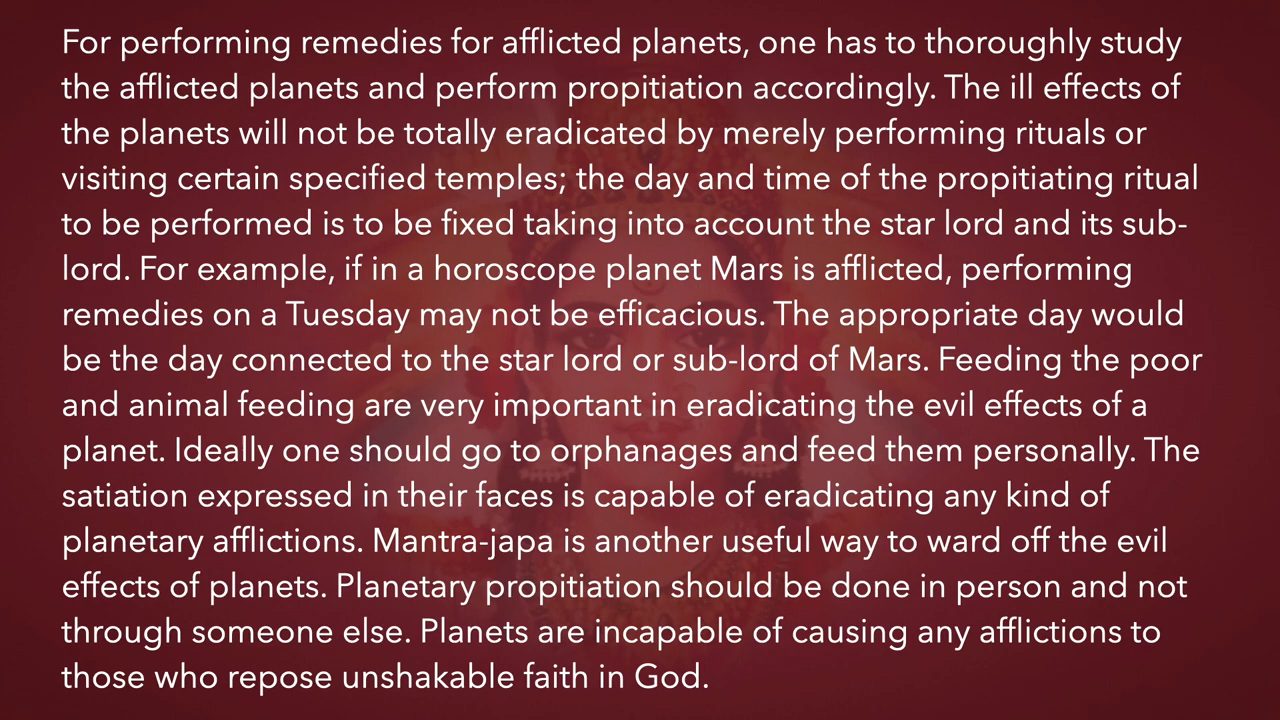 For performing remedies for afflicted planets, one has to thoroughly study
the afflicted planets and perform propitiation accordingly. The ill effects of
the planets will not be totally eradicated by merely performing rituals or
visiting certain specified temples; the day and time of the propitiating ritual
to be performed is to be fixed taking into account the star lord and its sub-
lord. For example, if in a horoscope planet Mars is afflicted, performing
remedies on a Tuesday may not be efficacious. The appropriate day would
be the day connected to the star lord or sub-lord of Mars. Feeding the poor
and animal feeding are very important in eradicating the evil effects of a
planet. Ideally one should go to orphanages and feed them personally. The
satiation expressed in their faces is capable of eradicating any kind of
planetary afflictions. Mantra-japa is another useful way to ward off the evil
effects of planets. Planetary propitiation should be done in person and not
through someone else. Planets are incapable of causing any afflictions to
those who repose unshakable faith in God.